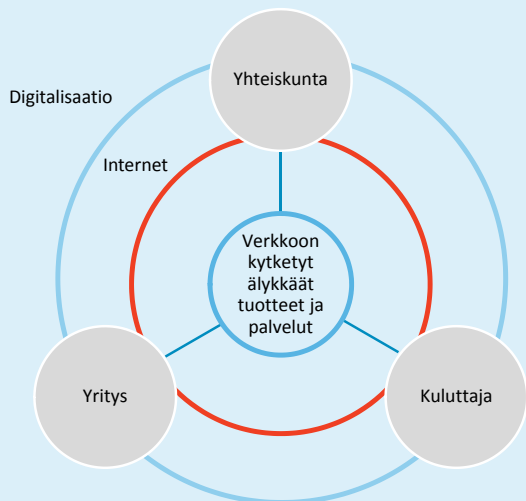 Yhteiskunta
Digitalisaatio
Internet
Verkkoon
kytketyt
älykkäät
tuotteet ja
palvelut
Yritys
Kuluttaja